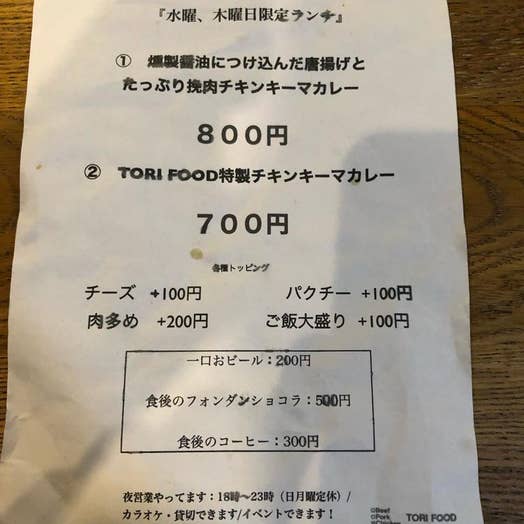 『水曜、木曜日限定ランチ』
① 燻製醤油につけ込んだ唐揚げと
たっぷり挽肉チキンキーマカレー
800円
② TORI FOOD特製チキンキーマカレー
700円
各種トッピング
チーズ +100円 パクチー +100円
肉多め +200円 ご飯大盛り +100円
一口おビール：200円
食後のフォンダンショコラ：500円
食後のコーヒー：300円
夜営業やってます：18時〜23時（日月曜定休）/
カラオケ・貸切できます/イベントできます！
Beef
Pork
Chicken
TORI FOOD